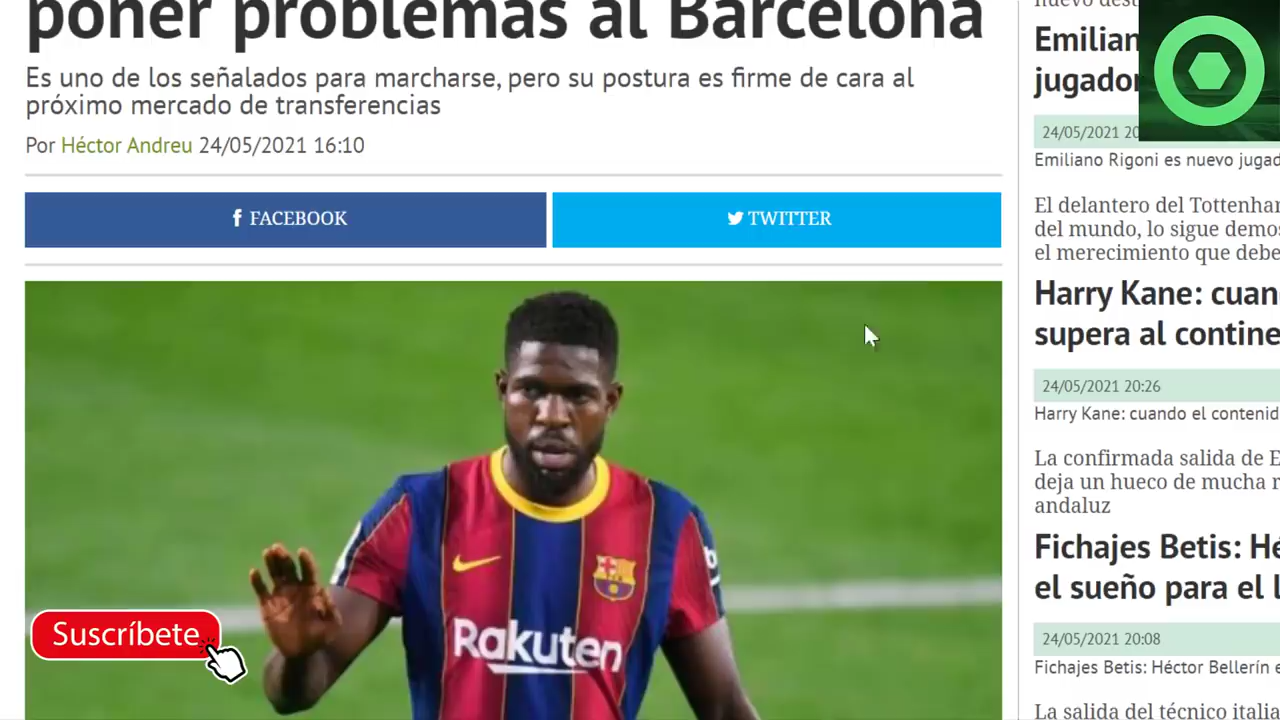 poner problemas al Barcelona
Es uno de los señalados para marcharse, pero su postura es firme de cara al
próximo mercado de transferencias
Por Héctor Andreu 24/05/2021 16:10
FACEBOOK
TWITTER
Rakuten
Suscríbete
nuevo
Emilian
jugador
24/05/2021 20
Emiliano Rigoni es nuevo jugad
El delantero del Tottenham
del mundo, lo sigue demos
el merecimiento que debe
Harry Kane: cuan
supera al contine
24/05/2021 20:26
Harry Kane: cuando el contenid
La confirmada salida de E
deja un hueco de mucha r
andaluz
Fichajes Betis: Hé
el sueño para el l
24/05/2021 20:08
Fichajes Betis: Héctor Bellerín e
La salida del técnico italia